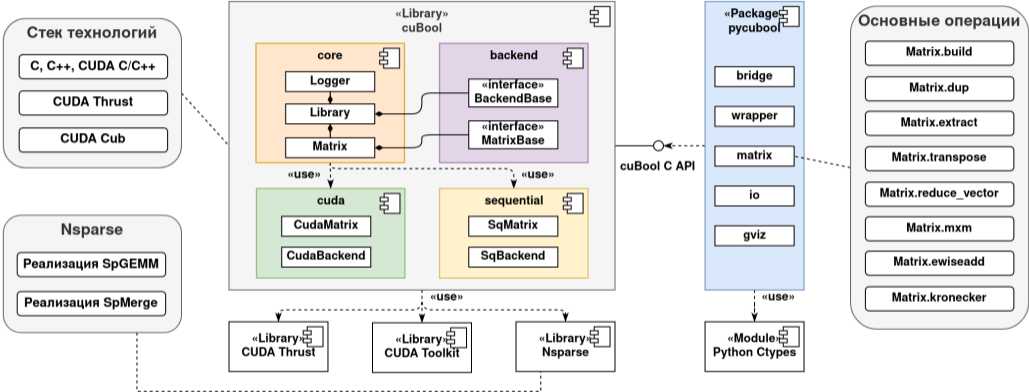 Стек технологий
C, C++, CUDA C/C++
CUDA Thrust
CUDA Cub
Nsparse
Реализация SpGEMM
Реализация SpMerge
«Library»
cuBool
core
Logger
Library
Matrix
backend
«interface»
BackendBase
«interface»
MatrixBase
«use»
«use»
cuda
CudaMatrix
CudaBackend
sequential
SqMatrix
SqBackend
«use»
«Library»
CUDA Thrust
«Library»
CUDA Toolkit
«Library»
Nsparse
cuBool C API
«Package»
pycubool
bridge
wrapper
matrix
io
gviz
«use»
«Module»
Python Ctypes
Основные операции
Matrix.build
Matrix.dup
Matrix.extract
Matrix.transpose
Matrix.reduce_vector
Matrix.mxm
Matrix.ewiseadd
Matrix.kronecker